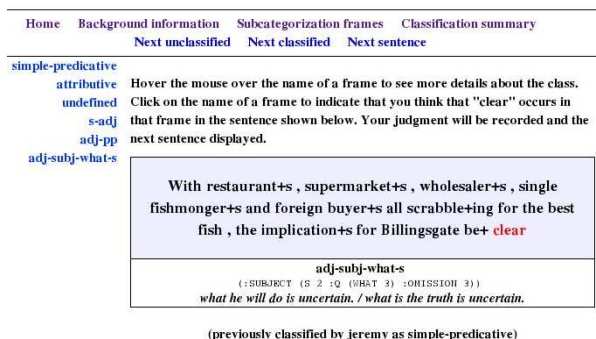 Home Background information Subcategorization frames Classification summary
Next unclassified Next classified Next sentence
simple-predicative
attributive
undefined
s-adj
adj-pp
adj-subj-what-s
Hover the mouse over the name of a frame to see more details about the class.
Click on the name of a frame to indicate that you think that "clear" occurs in
that frame in the sentence shown below. Your judgment will be recorded and the
next sentence displayed.
With restaurant+s , supermarket+s , wholesaler+s , single
fishmonger+s and foreign buyer+s all scrabble+ing for the best
fish , the implication+s for Billingsgate be+ clear
adj-subj-what-s
(:SUBJECT (S 2 :Q (WHAT 3) :OMISSION 3))
what he will do is uncertain. / what is the truth is uncertain.
(previously classified by jeremy as simple-predicative)